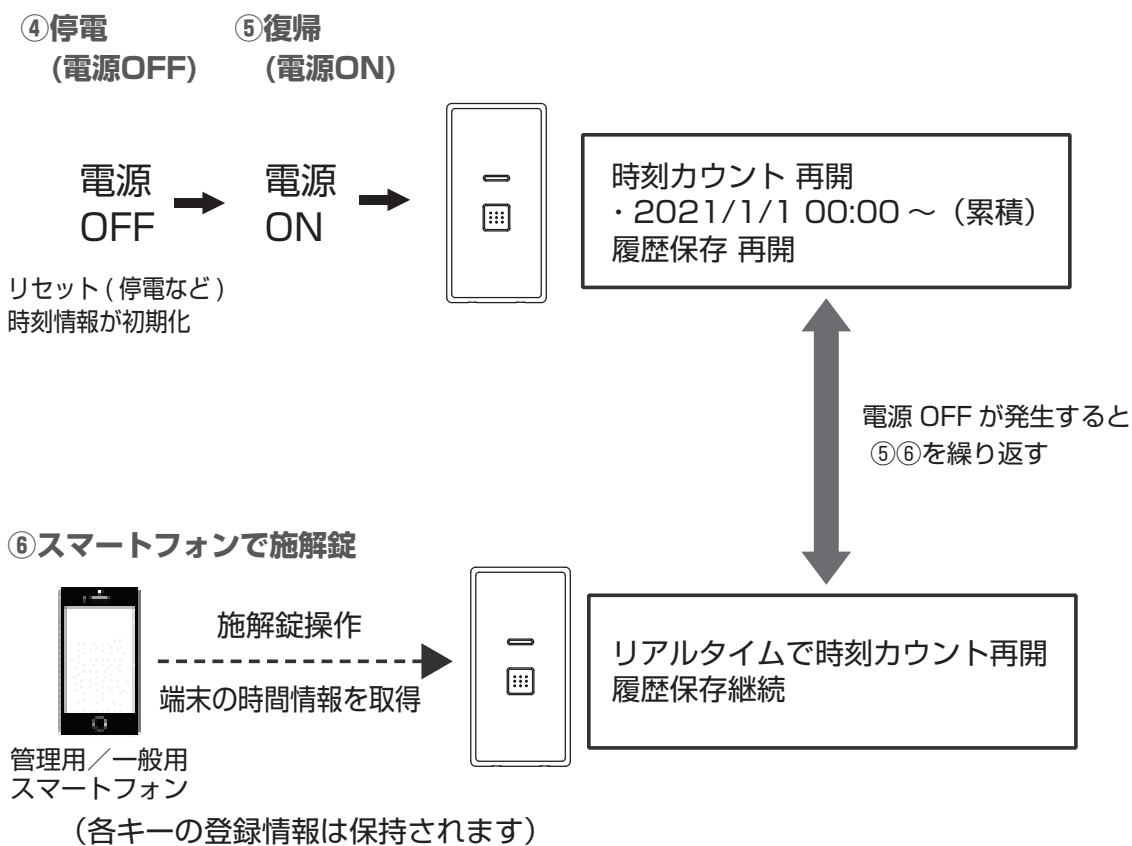 ④停電
(電源OFF)
⑤復帰
(電源ON)
電源
OFF
電源
ON
リセット ( 停電など )
時刻情報が初期化
時刻カウント 再開
・2021/1/1 00:00 ～（累積）
履歴保存 再開
電源 OFF が発生すると
⑤⑥を繰り返す
⑥スマートフォンで施解錠
施解錠操作
端末の時間情報を取得
管理用／一般用
スマートフォン
リアルタイムで時刻カウント再開
履歴保存継続
（各キーの登録情報は保持されます）